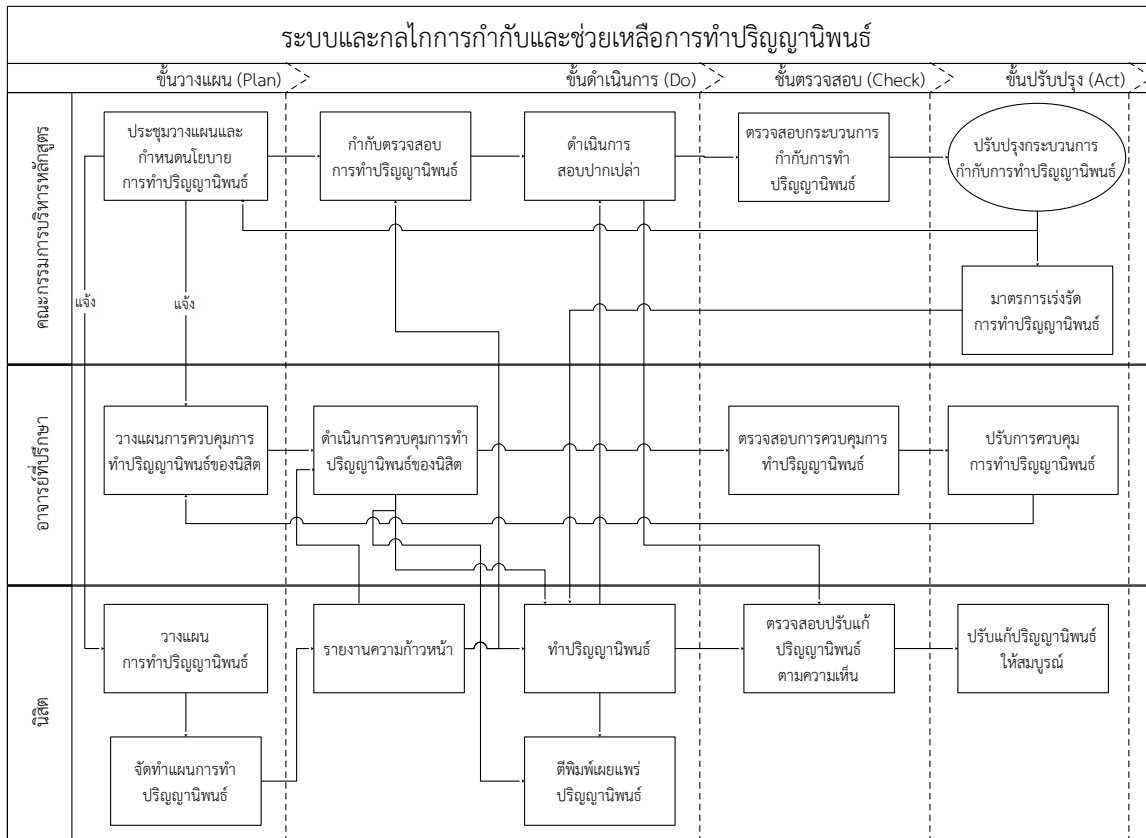 ระบบและกลไกการกำกับและช่วยเหลือการทำปริญญานิพนธ์
ขั้นวางแผน (Plan)
ขั้นดำเนินการ (Do)
ขั้นตรวจสอบ (Check)
ขั้นปรับปรุง (Act)
คณะกรรมการบริหารหลักสูตร
ประชุมวางแผนและ
กำหนดนโยบาย
การทำปริญญานิพนธ์
กำกับตรวจสอบ
การทำปริญญานิพนธ์
ดำเนินการ
สอบปากเปล่า
ตรวจสอบกระบวนการ
กำกับการทำ
ปริญญานิพนธ์
ปรับปรุงกระบวนการ
กำกับการทำปริญญานิพนธ์
แจ้ง
แจ้ง
มาตรการเร่งรัด
การทำปริญญานิพนธ์
อาจารย์ที่ปรึกษา
วางแผนการควบคุมการ
ทำปริญญานิพนธ์ของนิสิต
ดำเนินการควบคุมการทำ
ปริญญานิพนธ์ของนิสิต
ตรวจสอบการควบคุมการ
ทำปริญญานิพนธ์
ปรับการควบคุม
การทำปริญญานิพนธ์
นิสิต
วางแผน
การทำปริญญานิพนธ์
รายงานความก้าวหน้า
ทำปริญญานิพนธ์
ตรวจสอบปรับแก้
ปริญญานิพนธ์
ตามความเห็น
ปรับแก้ปริญญานิพนธ์
ให้สมบูรณ์
จัดทำแผนการทำ
ปริญญานิพนธ์
ตีพิมพ์เผยแพร่
ปริญญานิพนธ์